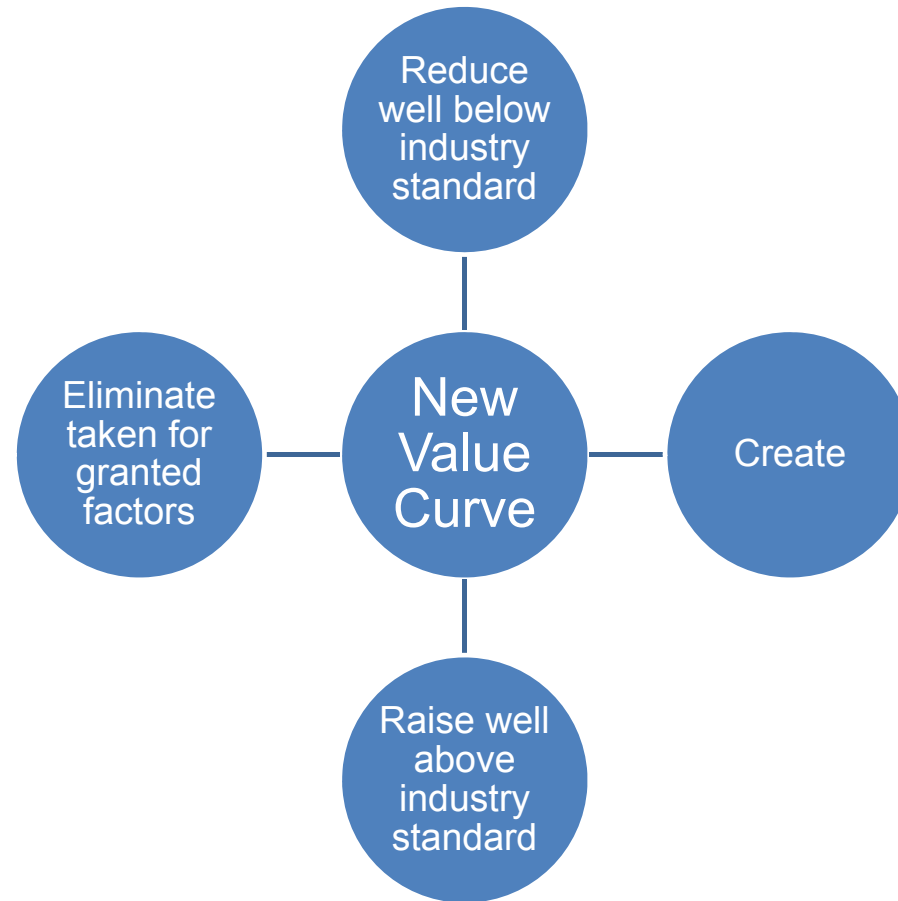 Reduce
well below
industry
standard
Eliminate
taken for
granted
factors
New
Value
Curve
Create
Raise well
above
industry
standard